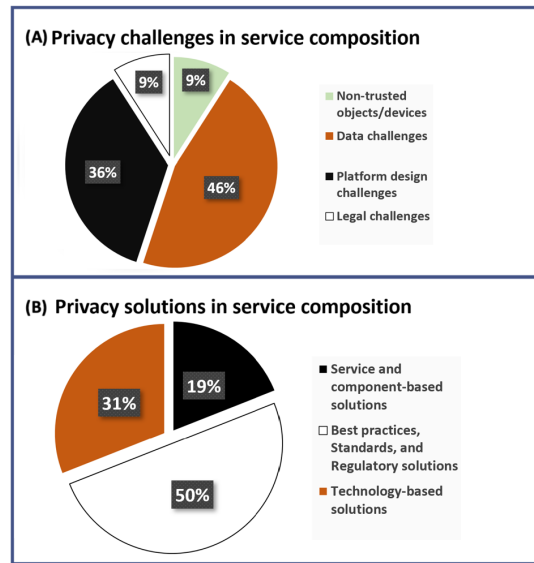 (A) Privacy challenges in service composition
9%
9%
36%
46%
Non-trusted
objects/devices
Data challenges
Platform design
challenges
Legal challenges
(B) Privacy solutions in service composition
31%
19%
50%
Service and
component-based
solutions
Best practices,
Standards, and
Regulatory solutions
Technology-based
solutions